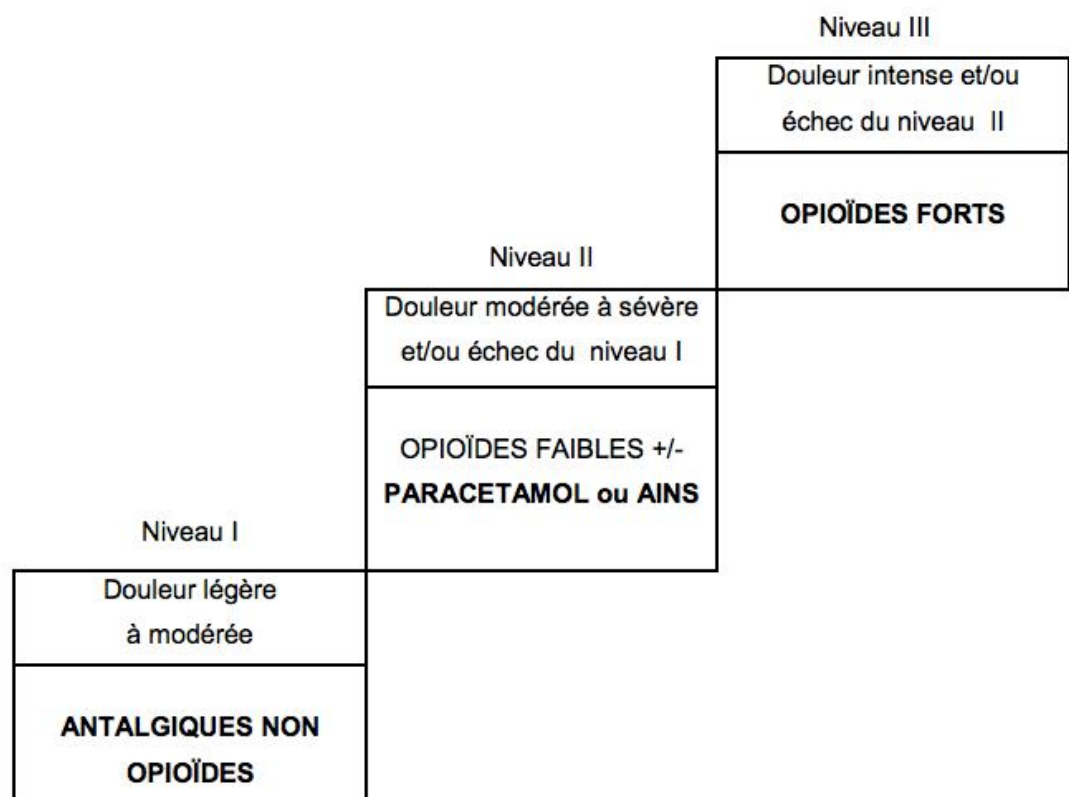 Niveau III
Douleur intense et/ou
échec du niveau II
OPIOÏDES FORTS
Niveau II
Douleur modérée à sévère
et/ou échec du niveau I
OPIOÏDES FAIBLES +/-
PARACETAMOL ou AINS
Niveau I
Douleur légère
à modérée
ANTALGIQUES NON
OPIOÏDES